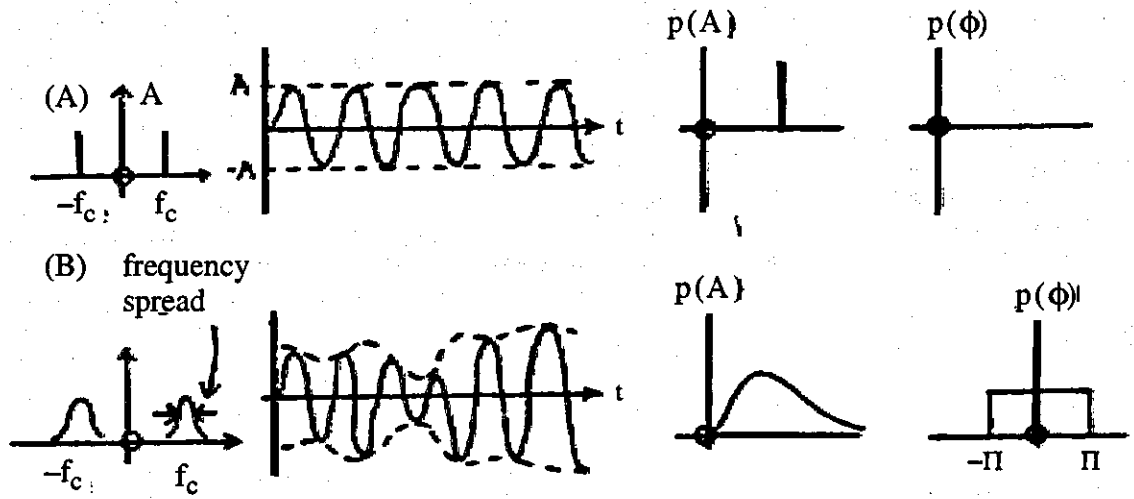 p(A)
p(ϕ)
(A)
A
A
-A
t
-fc
fc
(B) frequency
spread
p(A)
p(ϕ)
t
-fc
fc
-Π
Π